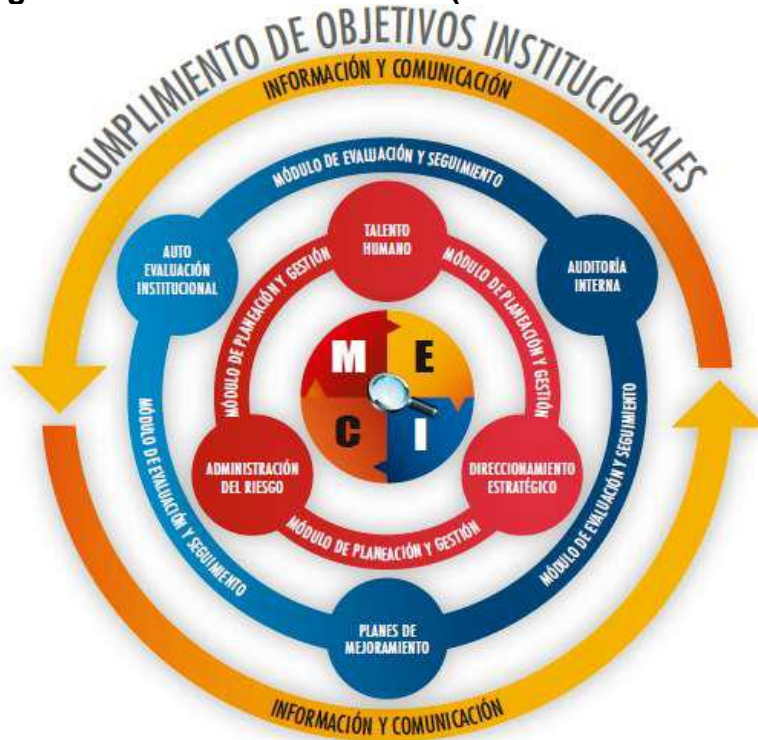 CUMPLIMIENTO DE OBJETIVOS INSTITUCIONALES
INFORMACIÓN Y COMUNICACIÓN
MÓDULO DE EVALUACIÓN Y SEGUIMIENTO
TALENTO
HUMANO
AUTO
EVALUACIÓN
INSTITUCIONAL
AUDITORÍA
INTERNA
MÓDULO DE PLANEACIÓN Y GESTIÓN
MÓDULO DE PLANEACIÓN Y GESTIÓN
M E
C I
MÓDULO DE EVALUACIÓN Y SEGUIMIENTO
MÓDULO DE EVALUACIÓN Y SEGUIMIENTO
ADMINISTRACIÓN
DEL RIESGO
DIRECCIONAMIENTO
ESTRATÉGICO
MÓDULO DE PLANEACIÓN Y GESTIÓN
PLANES DE
MEJORAMIENTO
INFORMACIÓN Y COMUNICACIÓN